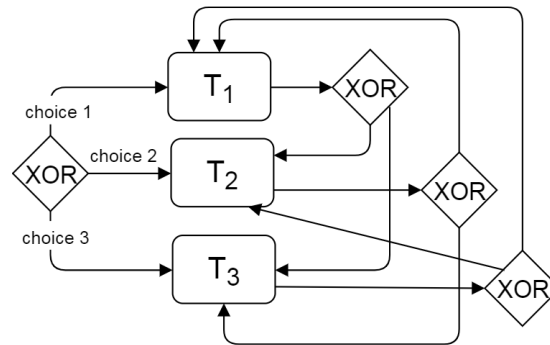 T₁
XOR
choice 1
choice 2
XOR
T₂
XOR
choice 3
T₃
XOR